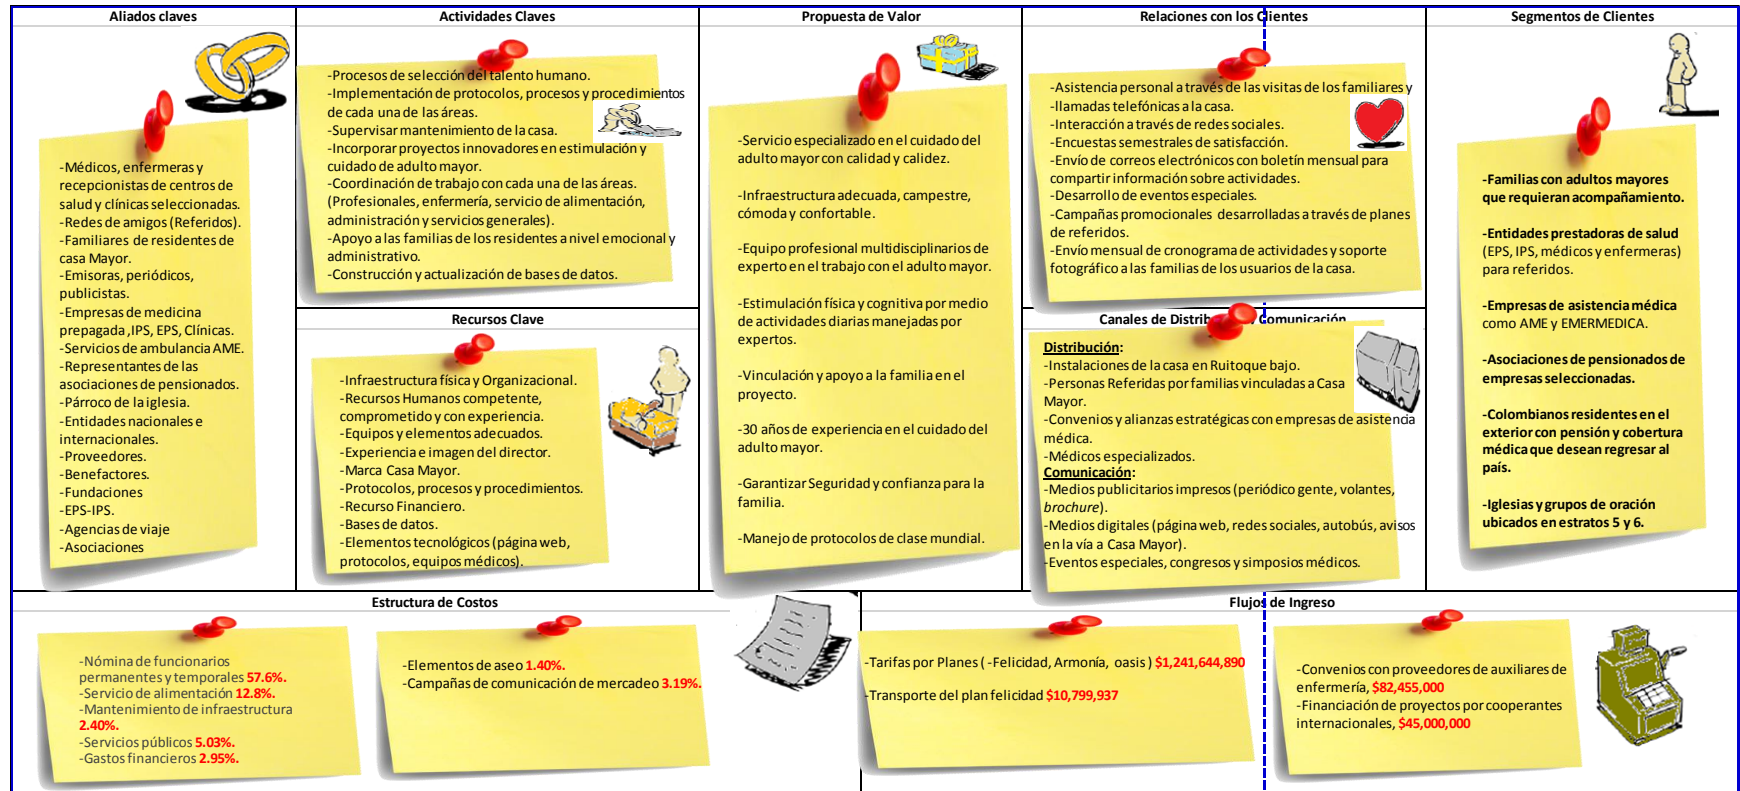 Aliados claves
-Médicos, enfermeras y
recepcionistas de centros de
salud y clínicas seleccionadas.
-Redes de amigos (Referidos).
-Familiares de residentes de
casa Mayor.
-Emisoras, periódicos,
publicistas.
-Empresas de medicina
prepagada ,IPS, EPS, Clínicas.
-Servicios de ambulancia AME.
-Representantes de las
asociaciones de pensionados.
-Párroco de la iglesia.
-Entidades nacionales e
internacionales.
-Proveedores.
-Benefactores.
-Fundaciones
-EPS-IPS.
-Agencias de viaje
-Asociaciones
Actividades Claves
-Procesos de selección del talento humano.
-Implementación de protocolos, procesos y procedimientos
de cada una de las áreas.
-Supervisar mantenimiento de la casa.
-Incorporar proyectos innovadores en estimulación y
cuidado de adulto mayor.
-Coordinación de trabajo con cada una de las áreas.
(Profesionales, enfermería, servicio de alimentación,
administración y servicios generales).
-Apoyo a las familias de los residentes a nivel emocional y
administrativo.
-Construcción y actualización de bases de datos.
Recursos Clave
-Infraestructura física y Organizacional.
-Recursos Humanos competente,
comprometido y con experiencia.
-Equipos y elementos adecuados.
-Experiencia e imagen del director.
-Marca Casa Mayor.
-Protocolos, procesos y procedimientos.
-Recurso Financiero.
-Bases de datos.
-Elementos tecnológicos (página web,
protocolos, equipos médicos).
Propuesta de Valor
-Servicio especializado en el cuidado del
adulto mayor con calidad y calidez.
-Infraestructura adecuada, campestre,
cómoda y confortable.
-Equipo profesional multidisciplinarios de
experto en el trabajo con el adulto mayor.
-Estimulación física y cognitiva por medio
de actividades diarias manejadas por
expertos.
-Vinculación y apoyo a la familia en el
proyecto.
-30 años de experiencia en el cuidado del
adulto mayor.
-Garantizar Seguridad y confianza para la
familia.
-Manejo de protocolos de clase mundial.
Relaciones con los Clientes
-Asistencia personal a través de las visitas de los familiares y
-llamadas telefónicas a la casa.
-Interacción a través de redes sociales.
-Encuestas semestrales de satisfacción.
-Envío de correos electrónicos con boletín mensual para
compartir información sobre actividades.
-Desarrollo de eventos especiales.
-Campañas promocionales desarrolladas a través de planes
de referidos.
-Envío mensual de cronograma de actividades y soporte
fotográfico a las familias de los usuarios de la casa.
Canales de Distrib Comunicación
Distribución:
-Instalaciones de la casa en Ruitoque bajo.
-Personas Referidas por familias vinculadas a Casa
Mayor.
-Convenios y alianzas estratégicas con empresas de asistencia
médica.
-Médicos especializados.
Comunicación:
-Medios publicitarios impresos (periódico gente, volantes,
brochure).
-Medios digitales (página web, redes sociales, autobús, avisos
en la vía a Casa Mayor).
-Eventos especiales, congresos y simposios médicos.
Segmentos de Clientes
-Familias con adultos mayores
que requieran acompañamiento.
-Entidades prestadoras de salud
(EPS, IPS, médicos y enfermeras)
para referidos.
-Empresas de asistencia médica
como AME y EMERMEDICA.
-Asociaciones de pensionados de
empresas seleccionadas.
-Colombianos residentes en el
exterior con pensión y cobertura
médica que desean regresar al
país.
-Iglesias y grupos de oración
ubicados en estratos 5 y 6.
Estructura de Costos
-Nómina de funcionarios
permanentes y temporales 57.6%.
-Servicio de alimentación 12.8%.
-Mantenimiento de infraestructura
2.40%.
-Servicios públicos 5.03%.
-Gastos financieros 2.95%.
-Elementos de aseo 1.40%.
-Campañas de comunicación de mercadeo 3.19%.
Flujos de Ingreso
-Tarifas por Planes ( -Felicidad, Armonía, oasis ) $1,241,644,890
-Transporte del plan felicidad $10,799,937
-Convenios con proveedores de auxiliares de
enfermería, $82,455,000
-Financiación de proyectos por cooperantes
internacionales, $45,000,000